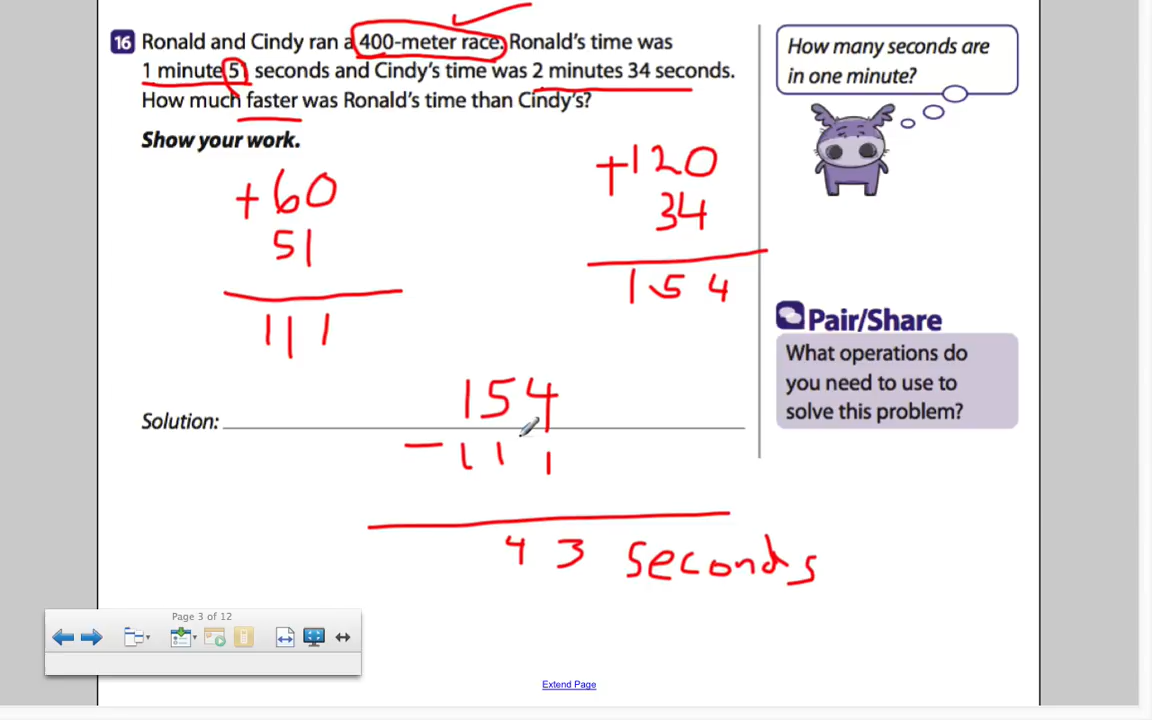 16 Ronald and Cindy ran a 400-meter race. Ronald's time was
1 minute 51 seconds and Cindy's time was 2 minutes 34 seconds.
How much faster was Ronald's time than Cindy's?
Show your work.
How many seconds are
in one minute?
+60
51
111
+120
34
154
Pair/Share
What operations do
you need to use to
solve this problem?
Solution:
154
-111
43 seconds
Page 3 of 12
Extend Page